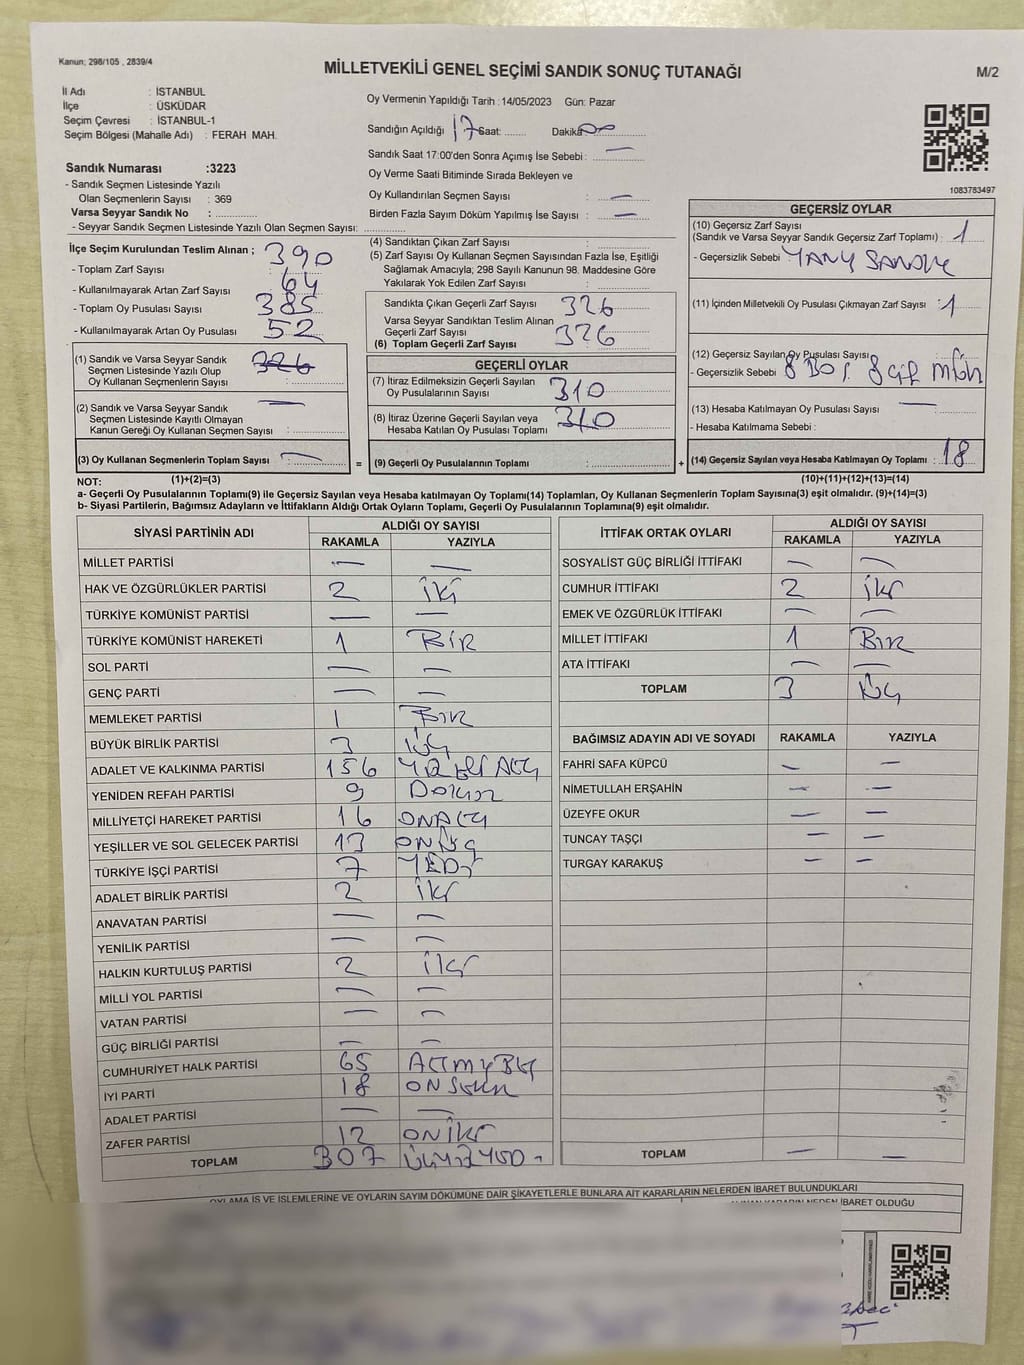 Kanun; 298/105 , 2839/4
MİLLETVEKİLİ GENEL SEÇİMİ SANDIK SONUÇ TUTANAĞI
M/2
İl Adı : İSTANBUL
İlçe : ÜSKÜDAR
Seçim Çevresi : İSTANBUL-1
Seçim Bölgesi (Mahalle Adı) : FERAH MAH.
Sandık Numarası :3223
- Sandık Seçmen Listesinde Yazılı
Olan Seçmenlerin Sayısı : 369
Varsa Seyyar Sandık No : ..............
- Seyyar Sandık Seçmen Listesinde Yazılı Olan Seçmen Sayısı: ..............
Oy Vermenin Yapıldığı Tarih : 14/05/2023 Gün: Pazar
Sandığın Açıldığı 17 Saat: ....... Dakika 00
Sandık Saat 17:00'den Sonra Açımış İse Sebebi : —
Oy Verme Saati Bitiminde Sırada Bekleyen ve
Oy Kullandırılan Seçmen Sayısı : —
Birden Fazla Sayım Döküm Yapılmış İse Sayısı : —
1083783497
İlçe Seçim Kurulundan Teslim Alınan ;
- Toplam Zarf Sayısı 390
- Kullanılmayarak Artan Zarf Sayısı 64
- Toplam Oy Pusulası Sayısı 385
- Kullanılmayarak Artan Oy Pusulası 52
(1) Sandık ve Varsa Seyyar Sandık
Seçmen Listesinde Yazılı Olup
Oy Kullanan Seçmenlerin Sayısı : 326
(2) Sandık ve Varsa Seyyar Sandık
Seçmen Listesinde Kayıtlı Olmayan
Kanun Gereği Oy Kullanan Seçmen Sayısı : —
(3) Oy Kullanan Seçmenlerin Toplam Sayısı : —
(1)+(2)=(3)
(4) Sandıktan Çıkan Zarf Sayısı :
(5) Zarf Sayısı Oy Kullanan Seçmen Sayısından Fazla İse, Eşitliği
Sağlamak Amacıyla; 298 Sayılı Kanunun 98. Maddesine Göre
Yakılarak Yok Edilen Zarf Sayısı :
Sandıkta Çıkan Geçerli Zarf Sayısı 326
Varsa Seyyar Sandıktan Teslim Alınan
Geçerli Zarf Sayısı
(6) Toplam Geçerli Zarf Sayısı 326
GEÇERLİ OYLAR
(7) İtiraz Edilmeksizin Geçerli Sayılan
Oy Pusulalarının Sayısı 310
(8) İtiraz Üzerine Geçerli Sayılan veya
Hesaba Katılan Oy Pusulası Toplamı 310
= (9) Geçerli Oy Pusulalarının Toplamı :
GEÇERSİZ OYLAR
(10) Geçersiz Zarf Sayısı
(Sandık ve Varsa Seyyar Sandık Geçersiz Zarf Toplamı) : 1
- Geçersizlik Sebebi :
(11) İçinden Milletvekili Oy Pusulası Çıkmayan Zarf Sayısı : 1
(12) Geçersiz Sayılan Oy Pusulası Sayısı :
- Geçersizlik Sebebi 8 BOŞ 8 Çift
(13) Hesaba Katılmayan Oy Pusulası Sayısı : —
- Hesaba Katılmama Sebebi :
+ (14) Geçersiz Sayılan veya Hesaba Katılmayan Oy Toplamı : 18
(10)+(11)+(12)+(13)=(14)
NOT:
a- Geçerli Oy Pusulalarının Toplamı(9) ile Geçersiz Sayılan veya Hesaba katılmayan Oy Toplamı(14) Toplamları, Oy Kullanan Seçmenlerin Toplam Sayısına(3) eşit olmalıdır. (9)+(14)=(3)
b- Siyasi Partilerin, Bağımsız Adayların ve İttifakların Aldığı Ortak Oyların Toplamı, Geçerli Oy Pusulalarının Toplamına(9) eşit olmalıdır.
SİYASİ PARTİNİN ADI ALDIĞI OY SAYISI
RAKAMLA YAZIYLA
MİLLET PARTİSİ — —
HAK VE ÖZGÜRLÜKLER PARTİSİ 2 iki
TÜRKİYE KOMÜNİST PARTİSİ — —
TÜRKİYE KOMÜNİST HAREKETİ 1 BİR
SOL PARTİ — —
GENÇ PARTİ — —
MEMLEKET PARTİSİ 1 BİR
BÜYÜK BİRLİK PARTİSİ 3 üç
ADALET VE KALKINMA PARTİSİ 156
YENİDEN REFAH PARTİSİ 9 Dokuz
MİLLİYETÇİ HAREKET PARTİSİ 16 ONALTI
YEŞİLLER VE SOL GELECEK PARTİSİ 13 ONÜÇ
TÜRKİYE İŞÇİ PARTİSİ 7 YEDİ
ADALET BİRLİK PARTİSİ 2 iki
ANAVATAN PARTİSİ — —
YENİLİK PARTİSİ — —
HALKIN KURTULUŞ PARTİSİ 2 iki
MİLLİ YOL PARTİSİ — —
VATAN PARTİSİ — —
GÜÇ BİRLİĞİ PARTİSİ — —
CUMHURİYET HALK PARTİSİ 65
İYİ PARTİ 18 ONSEKİZ
ADALET PARTİSİ — —
ZAFER PARTİSİ 12 ONİKİ
TOPLAM 307
İTTİFAK ORTAK OYLARI ALDIĞI OY SAYISI
RAKAMLA YAZIYLA
SOSYALİST GÜÇ BİRLİĞİ İTTİFAKI — —
CUMHUR İTTİFAKI 2 iki
EMEK VE ÖZGÜRLÜK İTTİFAKI — —
MİLLET İTTİFAKI 1 BİR
ATA İTTİFAKI — —
TOPLAM 3 üç
BAĞIMSIZ ADAYIN ADI VE SOYADI RAKAMLA YAZIYLA
FAHRİ SAFA KÜPCÜ — —
NİMETULLAH ERŞAHİN — —
ÜZEYFE OKUR — —
TUNCAY TAŞÇI — —
TURGAY KARAKUŞ — —
TOPLAM — —
OYLAMA İŞ VE İŞLEMLERİNE VE OYLARIN SAYIM DÖKÜMÜNE DAİR ŞİKAYETLERLE BUNLARA AİT KARARLARIN NELERDEN İBARET BULUNDUKLARI
ALINAN KARARIN NEDEN İBARET OLDUĞU